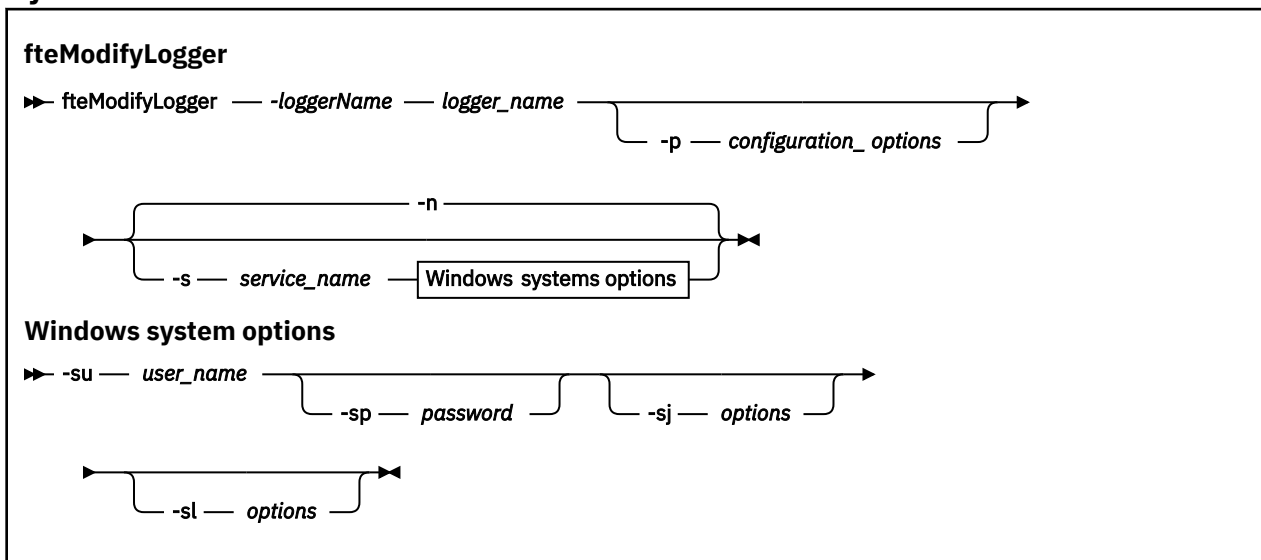 fteModifyLogger
fteModifyLogger -loggerName logger_name
-p configuration_ options
-n
-s service_name Windows systems options
Windows system options
-su user_name
-sp password -sj options
-sl options